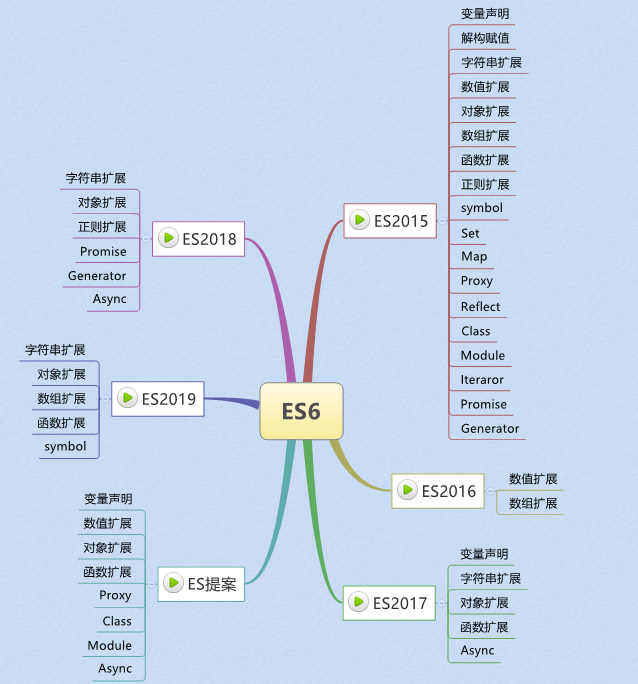 ES6
ES2015
变量声明
解构赋值
字符串扩展
数值扩展
对象扩展
数组扩展
函数扩展
正则扩展
symbol
Set
Map
Proxy
Reflect
Class
Module
Iteraror
Promise
Generator
ES2016
数值扩展
数组扩展
ES2017
变量声明
字符串扩展
对象扩展
函数扩展
Async
ES2018
字符串扩展
对象扩展
正则扩展
Promise
Generator
Async
ES2019
字符串扩展
对象扩展
数组扩展
函数扩展
symbol
ES提案
变量声明
数值扩展
对象扩展
函数扩展
Proxy
Class
Module
Async